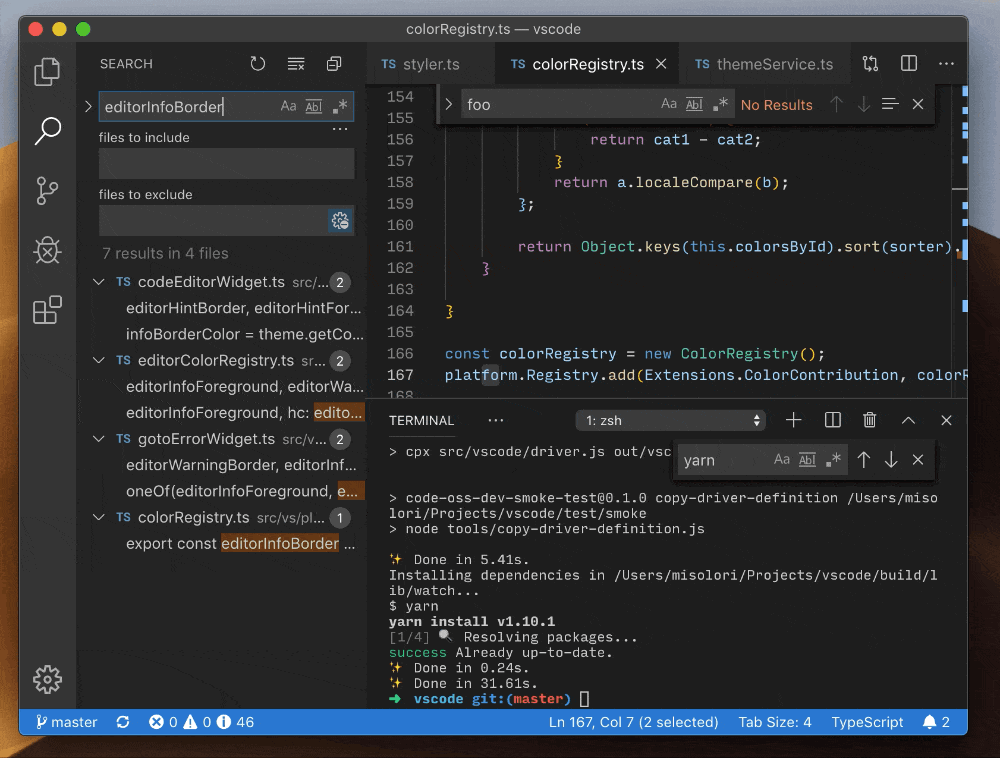 colorRegistry.ts — vscode
SEARCH
editorInfoBorder
Aa Abl .*
files to include
files to exclude
7 results in 4 files
TS codeEditorWidget.ts src/... 2
editorHintBorder, editorHintFor...
infoBorderColor = theme.getCo...
TS editorColorRegistry.ts sr... 2
editorInfoForeground, editorWa...
editorInfoForeground, hc: edito...
TS gotoErrorWidget.ts src/v... 2
editorWarningBorder, editorInf...
oneOf(editorInfoForeground, e...
TS colorRegistry.ts src/vs/pl... 1
export const editorInfoBorder ...
TS styler.ts
TS colorRegistry.ts
TS themeService.ts
foo
Aa Abl .*
No Results
154
155
156 return cat1 - cat2;
157 }
158 return a.localeCompare(b);
159 };
160
161 return Object.keys(this.colorsById).sort(sorter).
162 }
163
164 }
165
166 const colorRegistry = new ColorRegistry();
167 platform.Registry.add(Extensions.ColorContribution, colorR
168
TERMINAL ... 1: zsh
yarn
Aa Abl .*
> cpx src/vscode/driver.js out/vsc
> code-oss-dev-smoke-test@0.1.0 copy-driver-definition /Users/miso
lori/Projects/vscode/test/smoke
> node tools/copy-driver-definition.js
✨ Done in 5.41s.
Installing dependencies in /Users/misolori/Projects/vscode/build/l
ib/watch...
$ yarn
yarn install v1.10.1
[1/4] 🔍 Resolving packages...
success Already up-to-date.
✨ Done in 0.24s.
✨ Done in 31.61s.
➜ vscode git:(master)
master 0 0 46 Ln 167, Col 7 (2 selected) Tab Size: 4 TypeScript 2